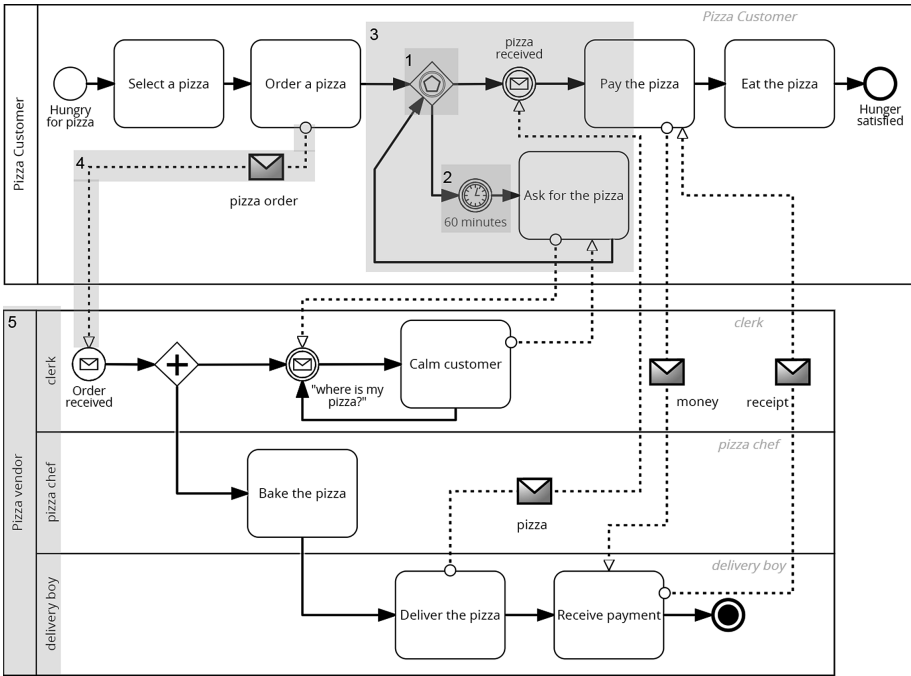 Pizza Customer
Pizza Customer
3
1
pizza
received
Select a pizza
Order a pizza
Pay the pizza
Eat the pizza
Hungry
for pizza
Hunger
satisfied
4
pizza order
2
60 minutes
Ask for the pizza
5
Pizza vendor
clerk
clerk
Order
received
"where is my
pizza?"
Calm customer
money
receipt
pizza chef
pizza chef
Bake the pizza
pizza
delivery boy
delivery boy
Deliver the pizza
Receive payment